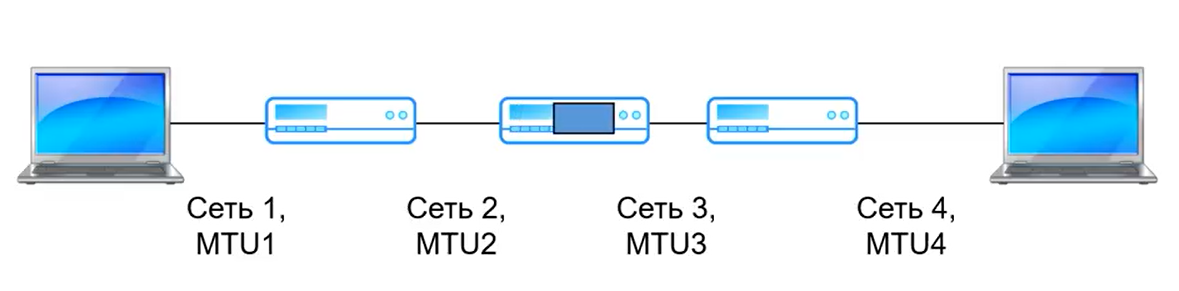 Сеть 1,
MTU1
Сеть 2,
MTU2
Сеть 3,
MTU3
Сеть 4,
MTU4